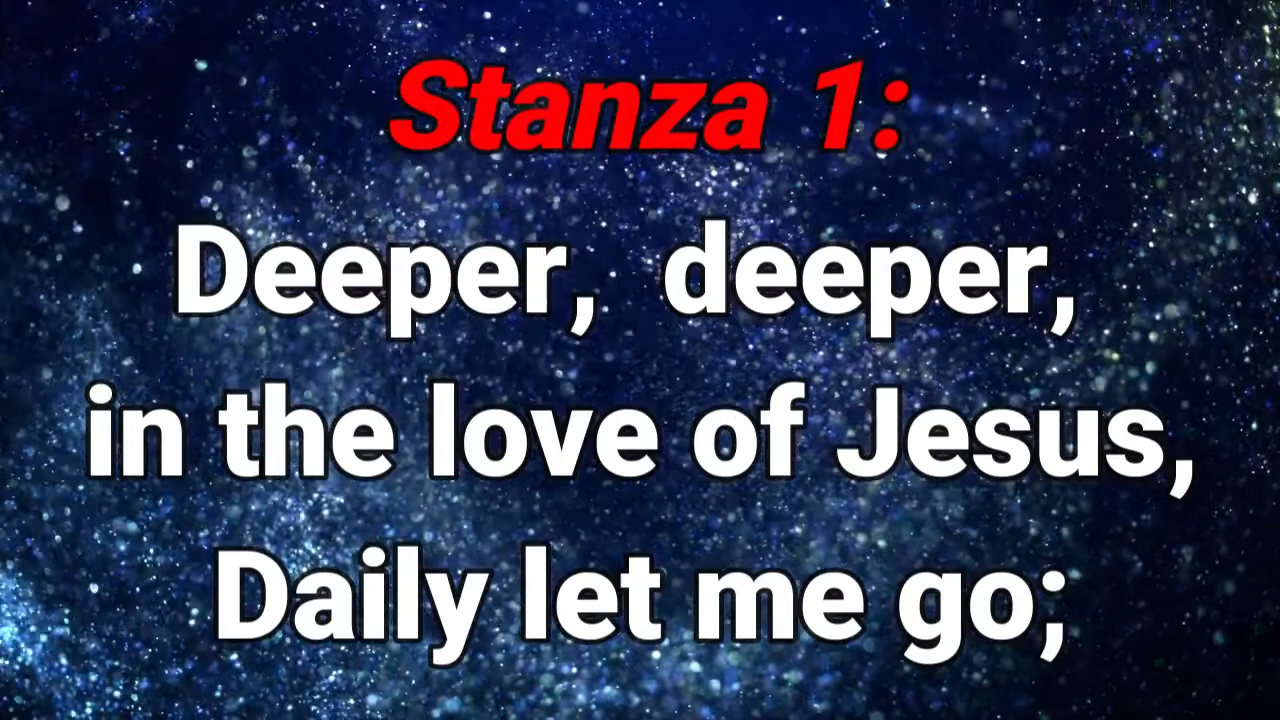 Stanza 1:
Deeper, deeper,
in the love of Jesus,
Daily let me go;